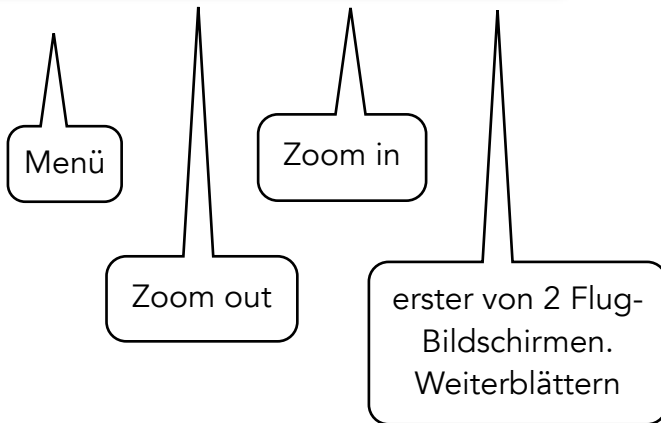 Menü
Zoom out
Zoom in
erster von 2 Flug-
Bildschirmen.
Weiterblättern